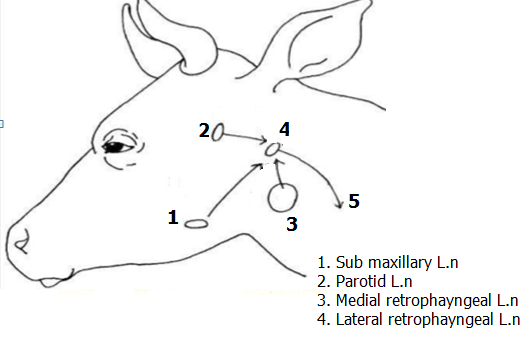 2
4
1
3
5
1. Sub maxillary L.n
2. Parotid L.n
3. Medial retrophayngeal L.n
4. Lateral retrophayngeal L.n